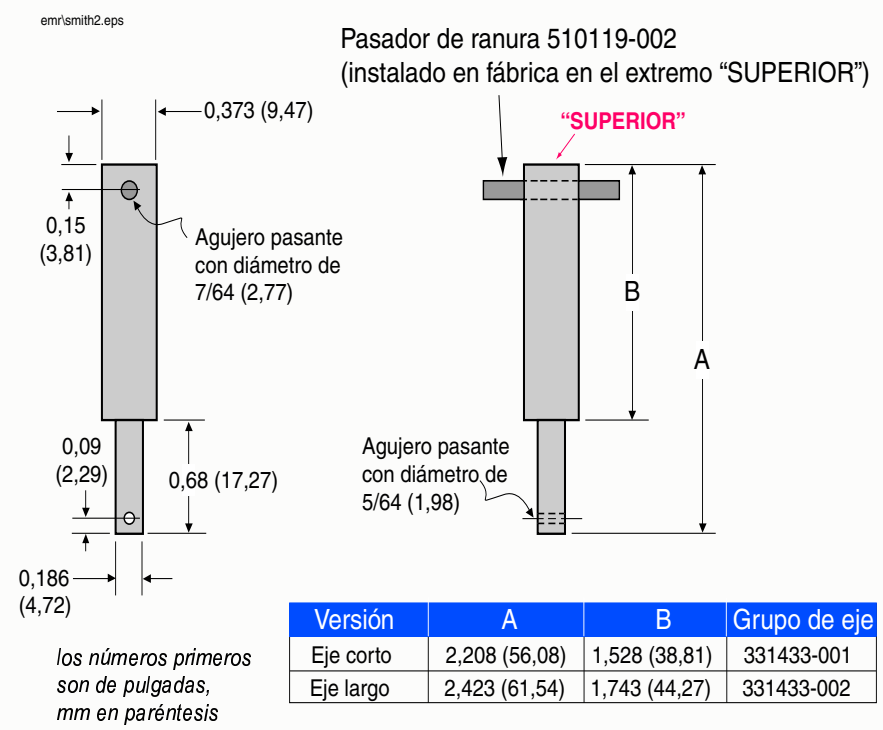 emr\smith2.eps
Pasador de ranura 510119-002
(instalado en fábrica en el extremo “SUPERIOR”)
0,373 (9,47)
“SUPERIOR”
0,15
(3,81)
Agujero pasante
con diámetro de
7/64 (2,77)
B
A
0,09
(2,29)
0,68 (17,27)
Agujero pasante
con diámetro de
5/64 (1,98)
0,186
(4,72)
los números primeros
son de pulgadas,
mm en paréntesis
Versión A B Grupo de eje
Eje corto 2,208 (56,08) 1,528 (38,81) 331433-001
Eje largo 2,423 (61,54) 1,743 (44,27) 331433-002